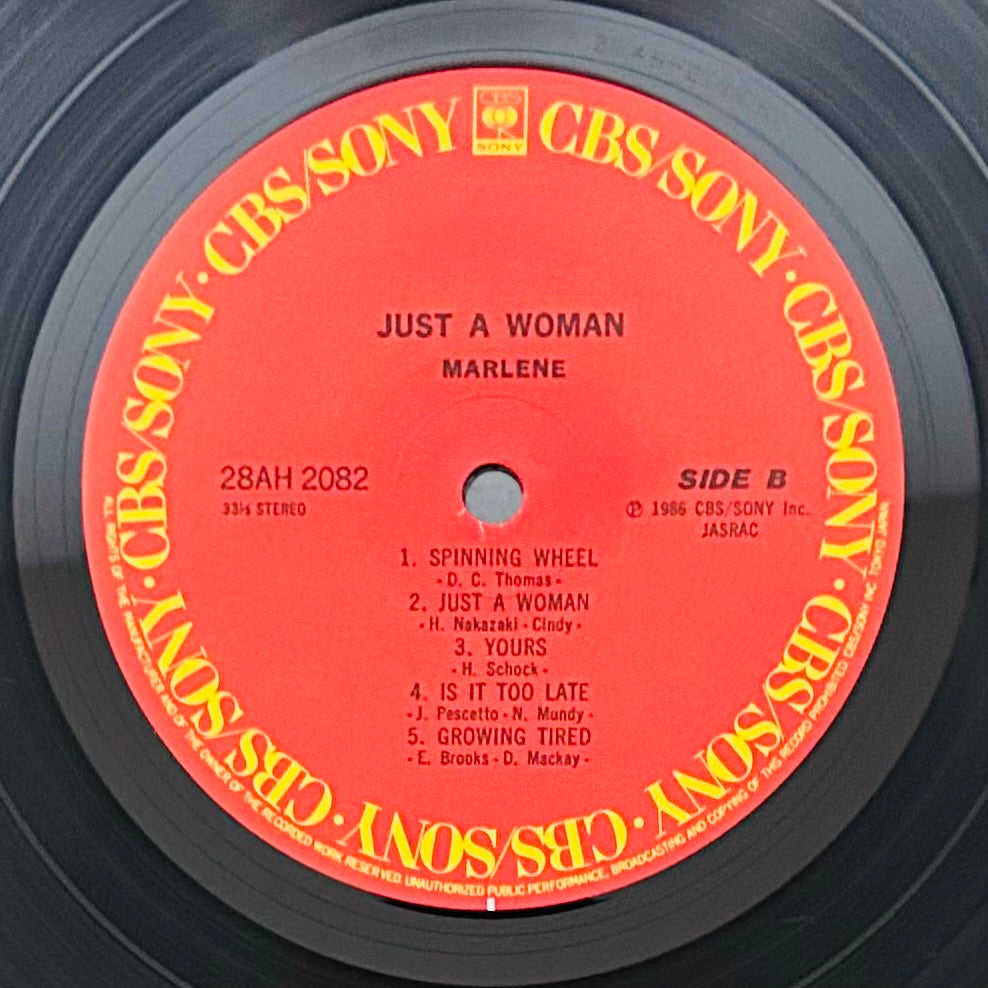 CBS
SONY
CBS/SONY · CBS/SONY · CBS/SONY · CBS/SONY · CBS/SONY · CBS/SONY · CBS/SONY · CBS/SONY
JUST A WOMAN
MARLENE
28AH 2082
33⅓ STEREO
SIDE B
℗ 1986 CBS/SONY Inc.
JASRAC
1. SPINNING WHEEL
-D. C. Thomas-
2. JUST A WOMAN
-H. Nakazaki-Cindy-
3. YOURS
-H. Schock-
4. IS IT TOO LATE
-J. Pescetto-N. Mundy-
5. GROWING TIRED
-E. Brooks-D. Mackay-
ALL RIGHTS OF THE MANUFACTURER AND OF THE OWNER OF THE RECORDED WORK RESERVED. UNAUTHORIZED PUBLIC PERFORMANCE, BROADCASTING AND COPYING OF THIS RECORD PROHIBITED CBS/SONY INC TOKYO JAPAN